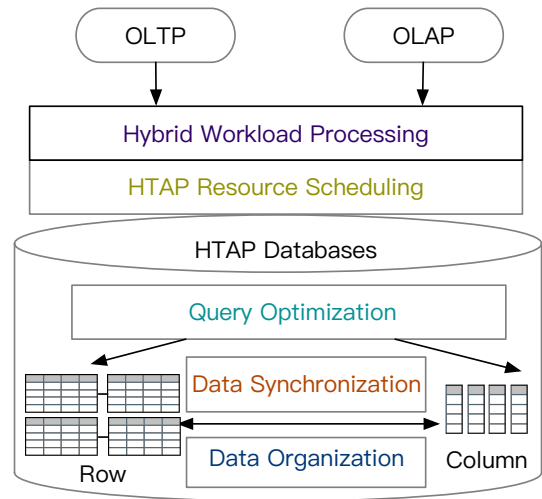 OLTP
OLAP
Hybrid Workload Processing
HTAP Resource Scheduling
HTAP Databases
Query Optimization
Data Synchronization
Data Organization
Row
Column